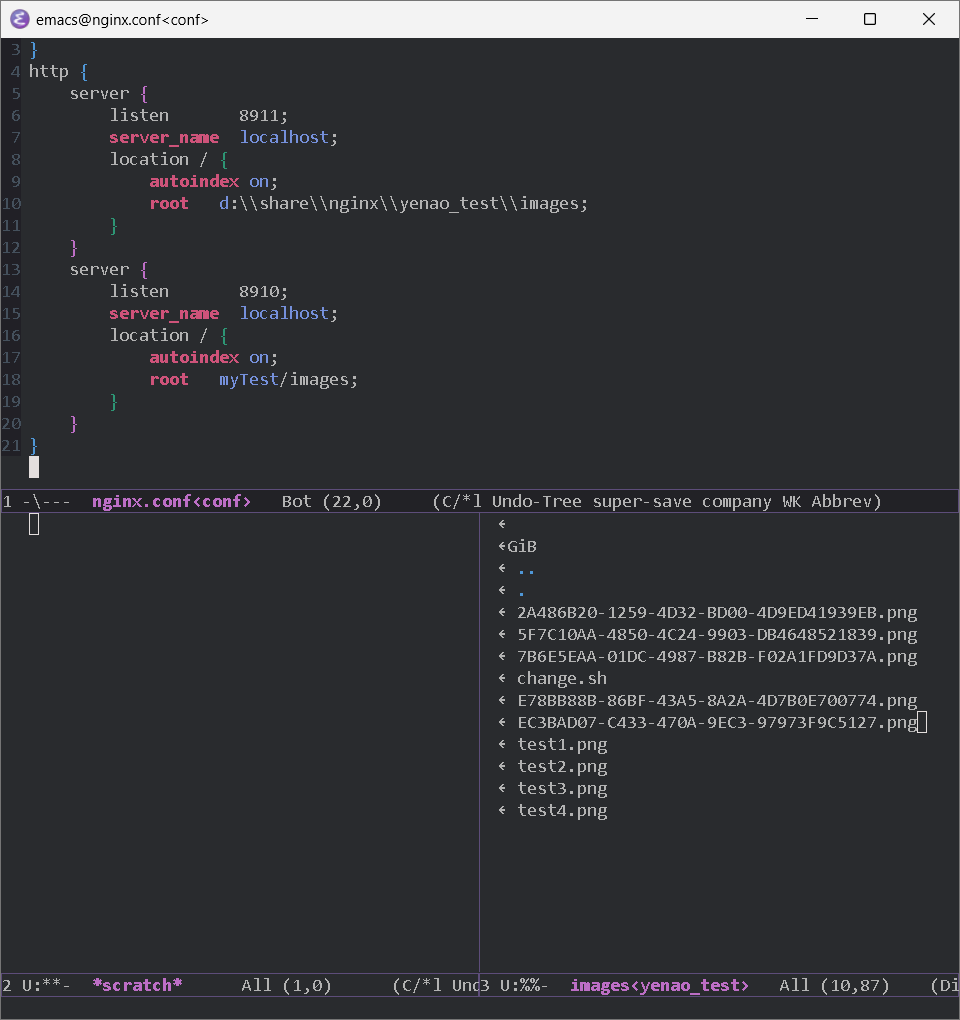 emacs@nginx.conf<conf>
3 }
4 http {
5     server {
6         listen       8911;
7         server_name  localhost;
8         location / {
9             autoindex on;
10             root   d:\\share\\nginx\\yenao_test\\images;
11         }
12     }
13     server {
14         listen       8910;
15         server_name  localhost;
16         location / {
17             autoindex on;
18             root   myTest/images;
19         }
20     }
21 }
1 -\---  nginx.conf<conf>   Bot (22,0)     (C/*l Undo-Tree super-save company WK Abbrev)
←
←GiB
← ..
← .
← 2A486B20-1259-4D32-BD00-4D9ED41939EB.png
← 5F7C10AA-4850-4C24-9903-DB4648521839.png
← 7B6E5EAA-01DC-4987-B82B-F02A1FD9D37A.png
← change.sh
← E78BB88B-86BF-43A5-8A2A-4D7B0E700774.png
← EC3BAD07-C433-470A-9EC3-97973F9C5127.png
← test1.png
← test2.png
← test3.png
← test4.png
2 U:**-  *scratch*      All (1,0)      (C/*l Und
3 U:%%-  images<yenao_test>   All (10,87)    (Di